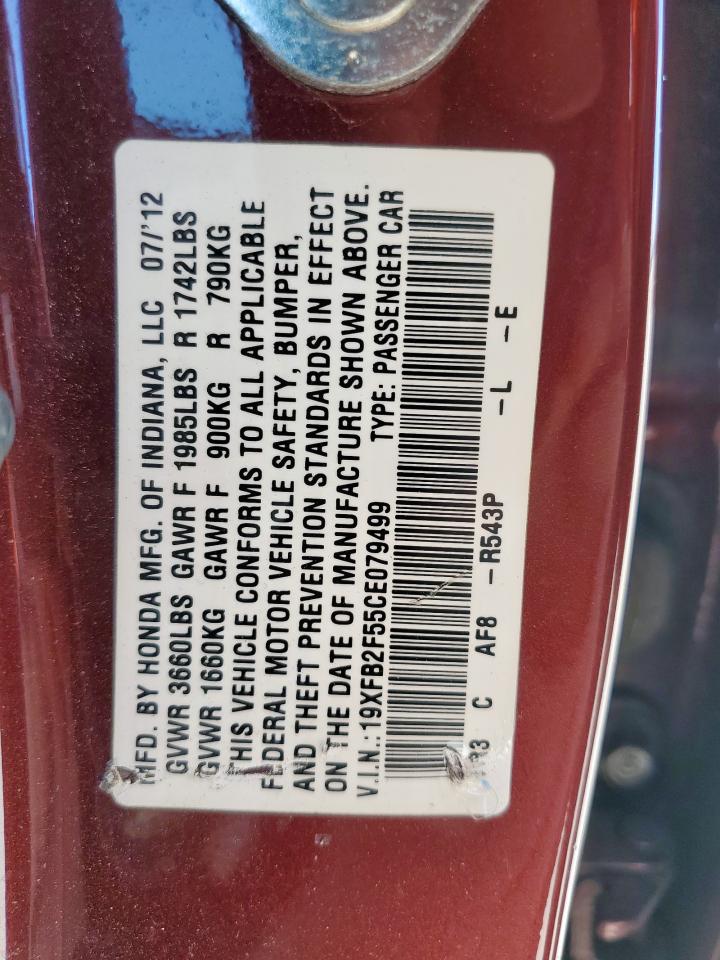 MFD. BY HONDA MFG. OF INDIANA, LLC 07/'12
GVWR 3660LBS GAWR F 1985LBS R 1742LBS
GVWR 1660KG GAWR F 900KG R 790KG
THIS VEHICLE CONFORMS TO ALL APPLICABLE
FEDERAL MOTOR VEHICLE SAFETY, BUMPER,
AND THEFT PREVENTION STANDARDS IN EFFECT
ON THE DATE OF MANUFACTURE SHOWN ABOVE.
V.I.N.:19XFB2F55CE079499 TYPE: PASSENGER CAR
C AF8 -R543P -L -E